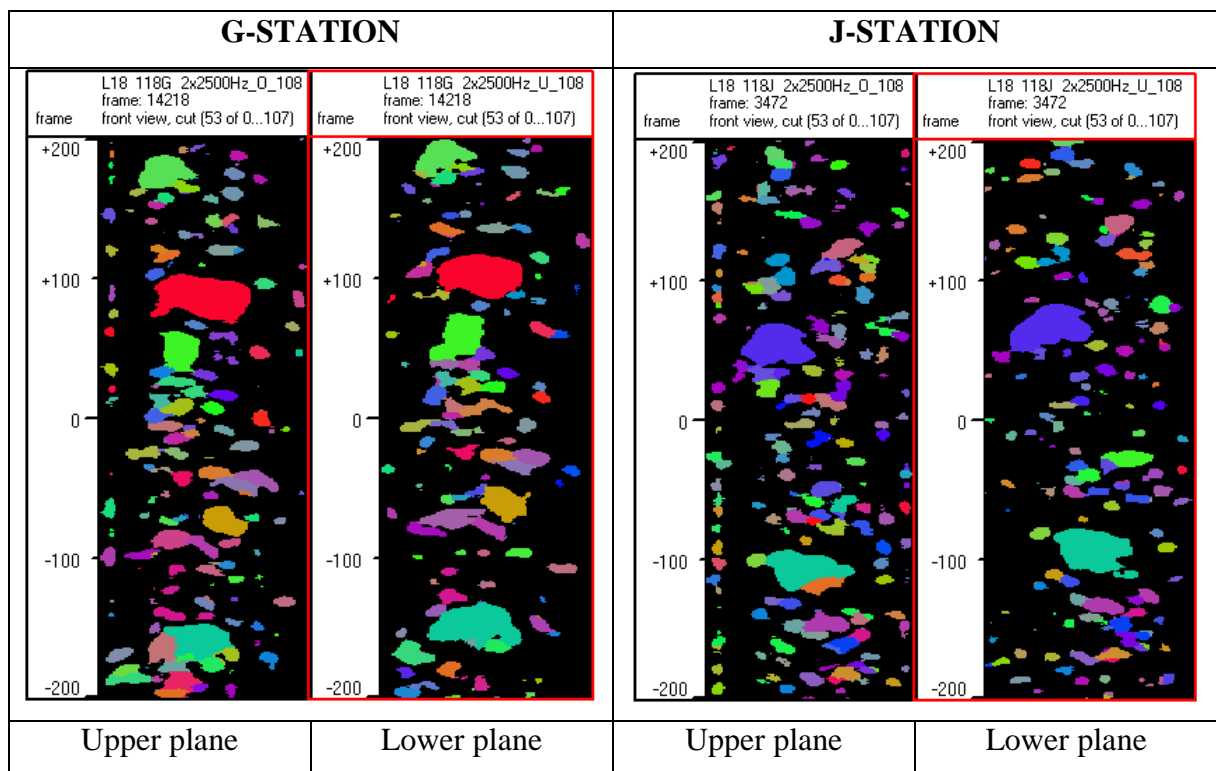 G-STATION
J-STATION
L18 118G 2x2500Hz_O_108
frame: 14218
frame front view, cut (53 of 0...107)
+200
+100
0
-100
-200
L18 118G 2x2500Hz_U_108
frame: 14218
frame front view, cut (53 of 0...107)
+200
+100
0
-100
-200
L18 118J 2x2500Hz_O_108
frame: 3472
frame front view, cut (53 of 0...107)
+200
+100
0
-100
-200
L18 118J 2x2500Hz_U_108
frame: 3472
frame front view, cut (53 of 0...107)
+200
+100
0
-100
-200
Upper plane
Lower plane
Upper plane
Lower plane